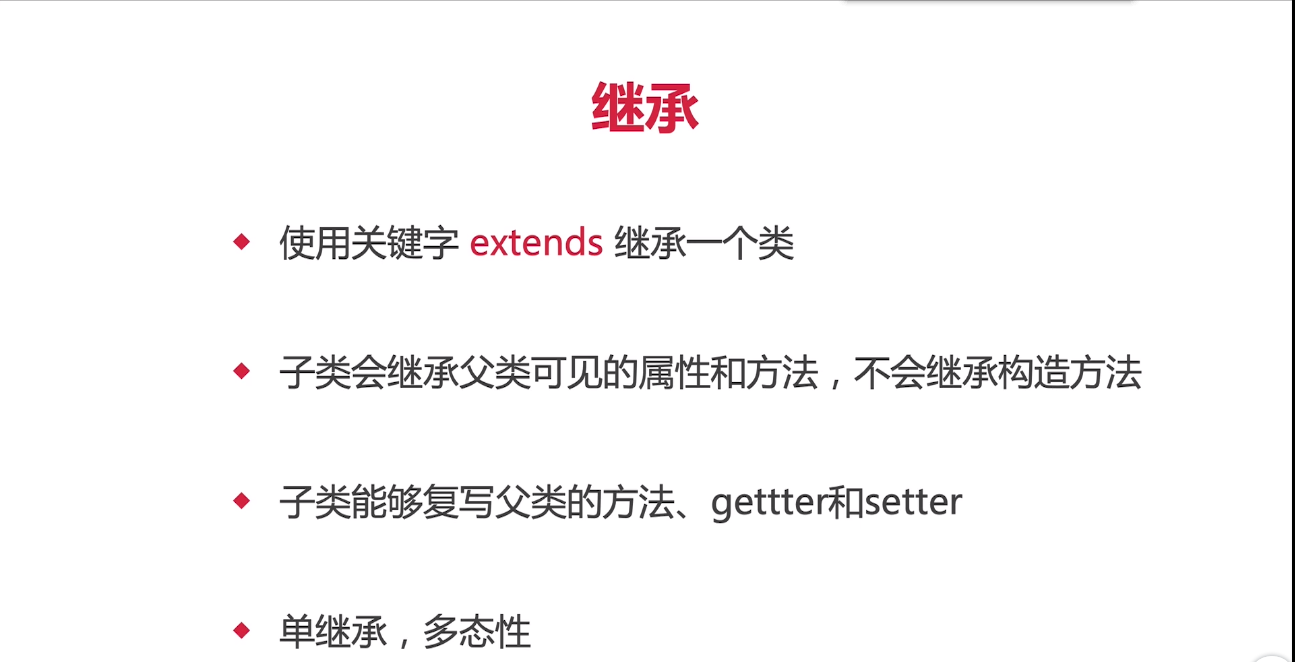 继承
使用关键字 extends 继承一个类
子类会继承父类可见的属性和方法，不会继承构造方法
子类能够复写父类的方法、gettter和setter
单继承，多态性